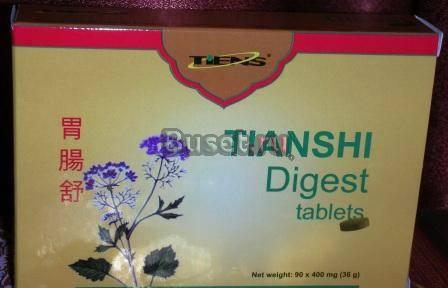 TIENS
胃腸舒
TIANSHI
Digest
tablets
Net weight: 90 x 400 mg (36 g)